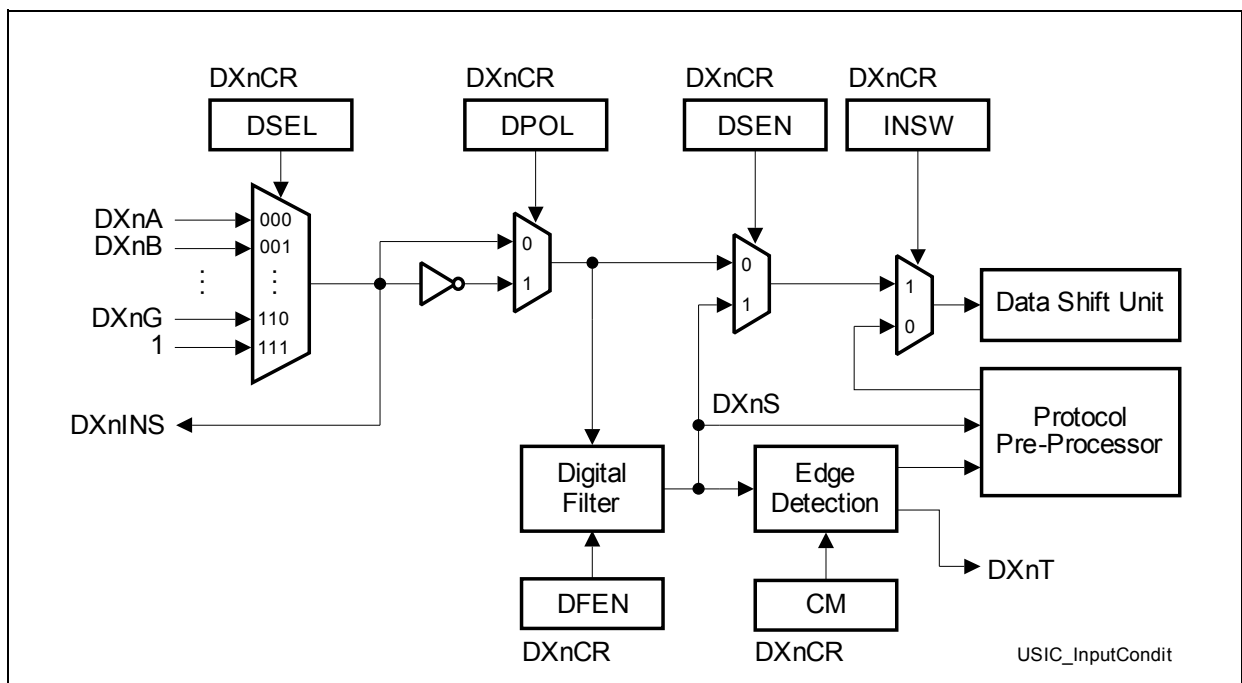 DXnCR
DXnCR
DXnCR
DXnCR
DSEL
DPOL
DSEN
INSW
DXnA
000
DXnB
001
⋮
⋮
DXnG
110
1
111
0
1
0
1
1
0
Data Shift Unit
DXnINS
DXnS
Protocol
Pre-Processor
Digital
Filter
Edge
Detection
DXnT
DFEN
CM
DXnCR
DXnCR
USIC_InputCondit